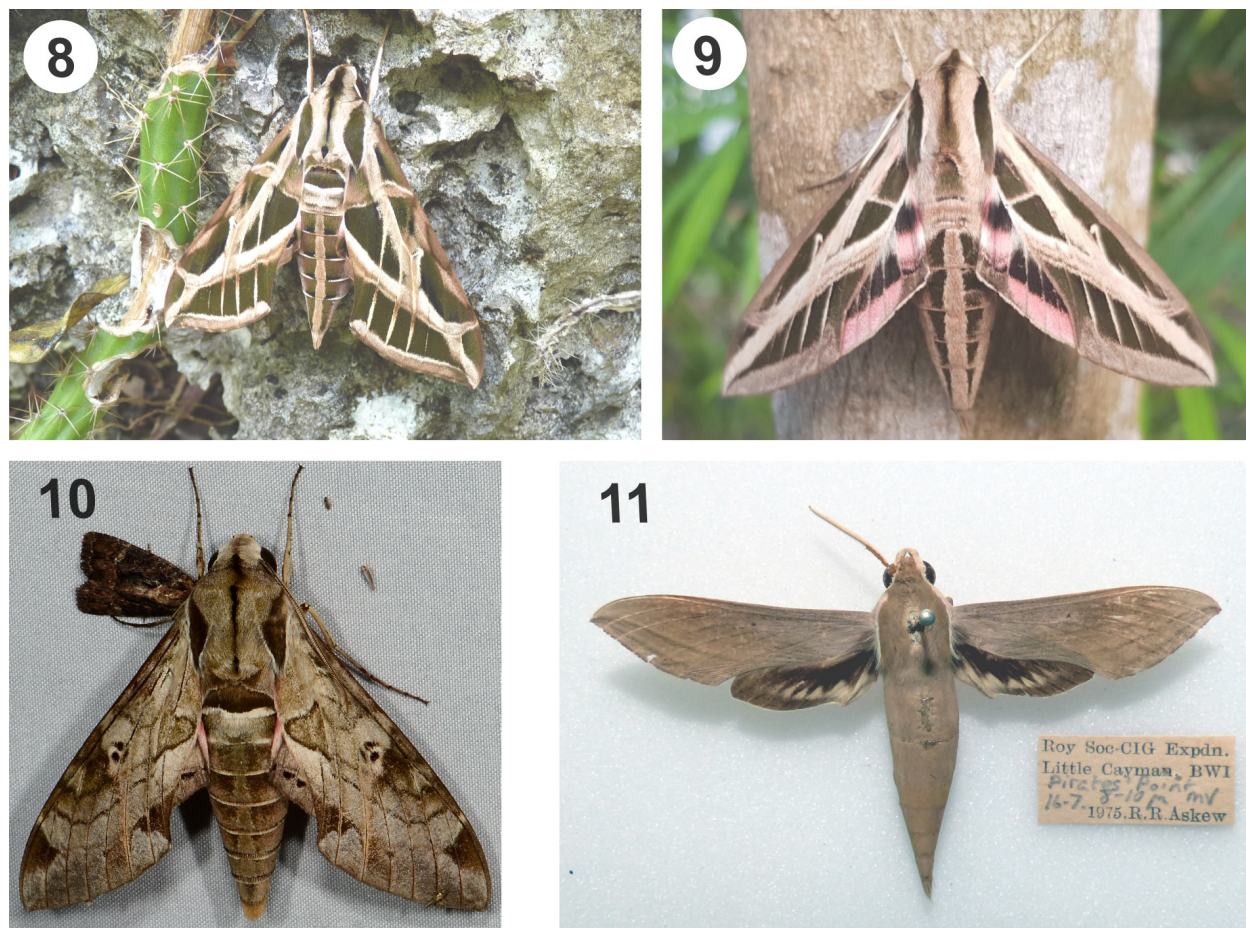 8
9
10
11
Roy Soc-CIG Expdn.
Little Cayman, BWI
Pirates' Point
16-7. 8-10pm mv
1975.R.R.Askew